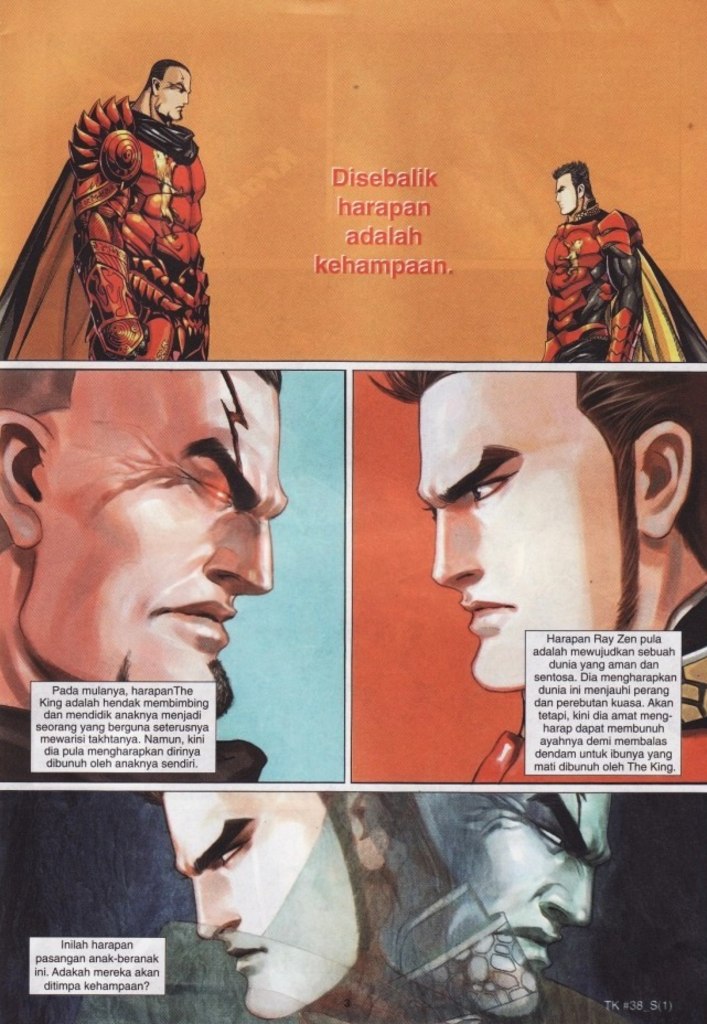 Disebalik
harapan
adalah
kehampaan.
Pada mulanya, harapanThe
King adalah hendak membimbing
dan mendidik anaknya menjadi
seorang yang berguna seterusnya
mewarisi takhtanya. Namun, kini
dia pula mengharapkan dirinya
dibunuh oleh anaknya sendiri.
Harapan Ray Zen pula
adalah mewujudkan sebuah
dunia yang aman dan
sentosa. Dia mengharapkan
dunia ini menjauhi perang
dan perebutan kuasa. Akan
tetapi, kini dia amat meng-
harap dapat membunuh
ayahnya demi membalas
dendam untuk ibunya yang
mati dibunuh oleh The King.
Inilah harapan
pasangan anak-beranak
ini. Adakah mereka akan
ditimpa kehampaan?
3
TK #38_S(1)